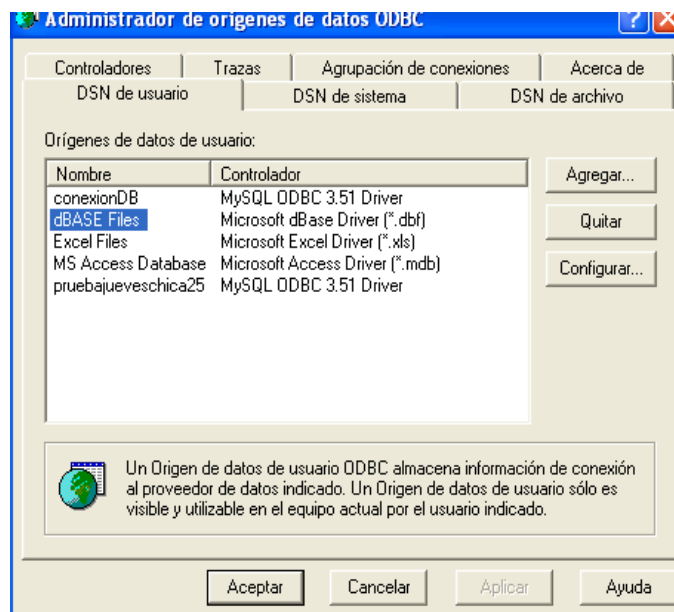 Administrador de orígenes de datos ODBC
Controladores Trazas Agrupación de conexiones Acerca de
DSN de usuario DSN de sistema DSN de archivo
Orígenes de datos de usuario:
Nombre Controlador
conexionDB MySQL ODBC 3.51 Driver
dBASE Files Microsoft dBase Driver (*.dbf)
Excel Files Microsoft Excel Driver (*.xls)
MS Access Database Microsoft Access Driver (*.mdb)
pruebajueveschica25 MySQL ODBC 3.51 Driver
Agregar...
Quitar
Configurar...
Un Origen de datos de usuario ODBC almacena información de conexión
al proveedor de datos indicado. Un Origen de datos de usuario sólo es
visible y utilizable en el equipo actual por el usuario indicado.
Aceptar Cancelar Aplicar Ayuda